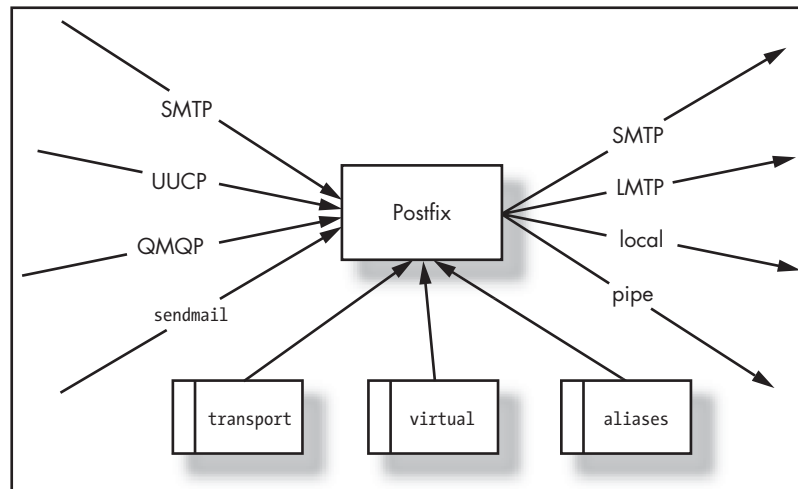 SMTP
UUCP
QMQP
sendmail
Postfix
SMTP
LMTP
local
pipe
transport
virtual
aliases